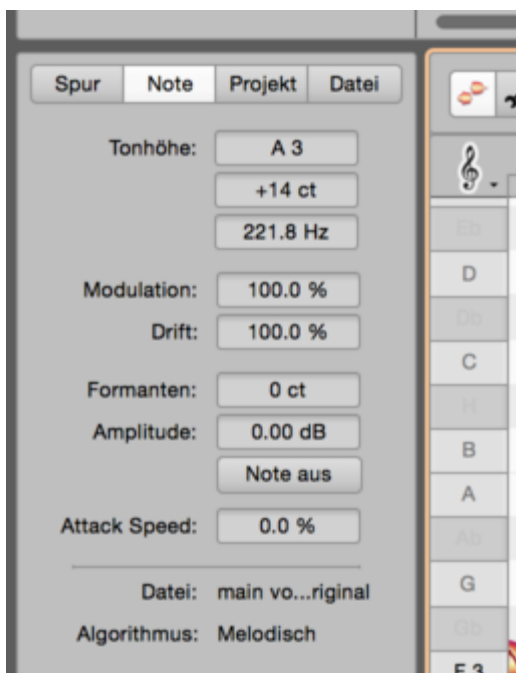 Spur Note Projekt Datei
Tonhöhe: A 3
+14 ct
221.8 Hz
Modulation: 100.0 %
Drift: 100.0 %
Formanten: 0 ct
Amplitude: 0.00 dB
Note aus
Attack Speed: 0.0 %
Datei: main vo...riginal
Algorithmus: Melodisch
Eb
D
Db
C
H
B
A
Ab
G
Gb
F 3